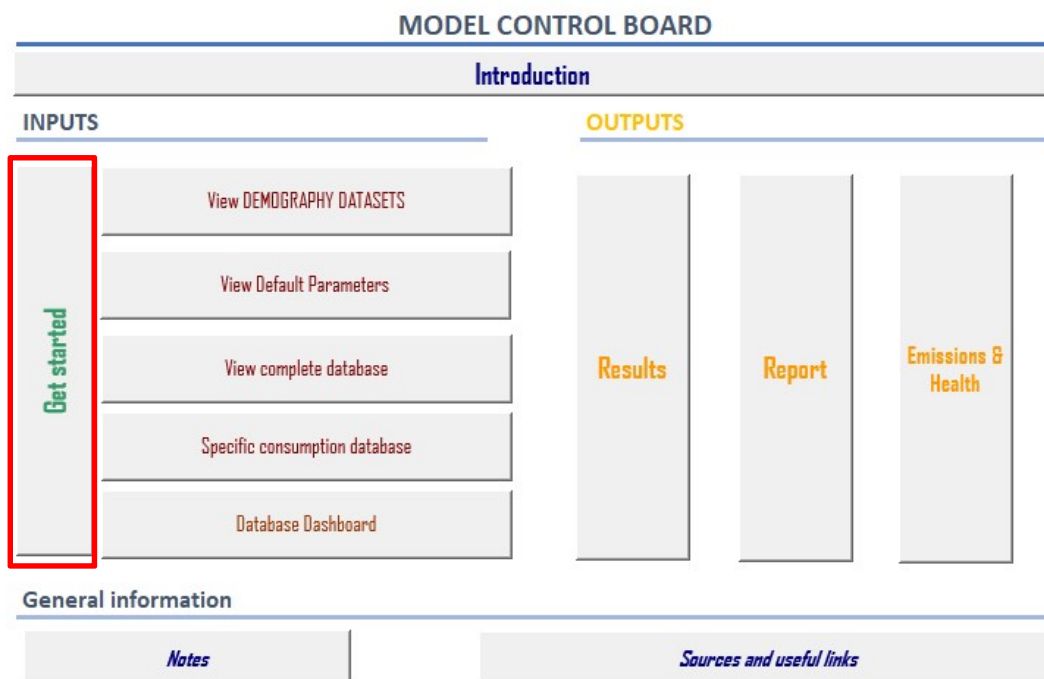 MODEL CONTROL BOARD
Introduction
INPUTS
OUTPUTS
Get started
View DEMOGRAPHY DATASETS
View Default Parameters
View complete database
Specific consumption database
Database Dashboard
Results
Report
Emissions &
Health
General information
Notes
Sources and useful links